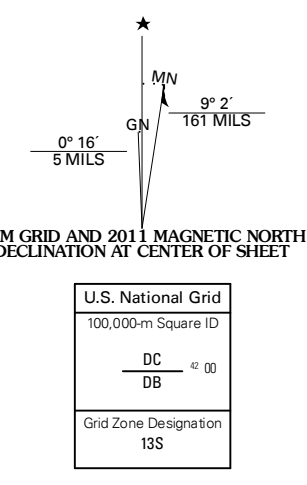 MN
GN
9° 2´
161 MILS
0° 16´
5 MILS
M GRID AND 2011 MAGNETIC NORTH
DECLINATION AT CENTER OF SHEET
U.S. National Grid
100,000-m Square ID
DC
42 00
DB
Grid Zone Designation
13S